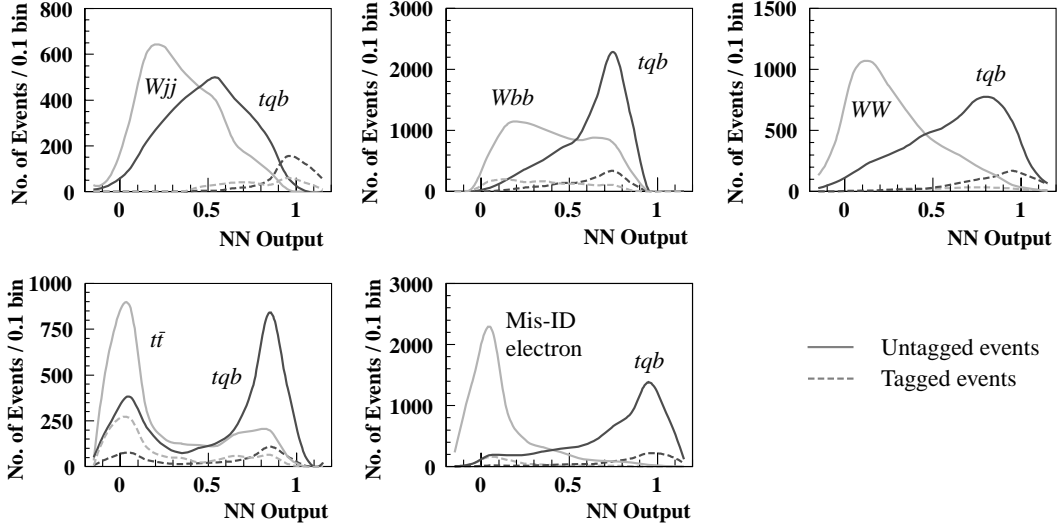 No. of Events / 0.1 bin
800
600
400
200
0
Wjj
tqb
0
0.5
1
NN Output
No. of Events / 0.1 bin
3000
2000
1000
0
Wbb
tqb
0
0.5
1
NN Output
No. of Events / 0.1 bin
1500
1000
500
0
WW
tqb
0
0.5
1
NN Output
No. of Events / 0.1 bin
1000
750
500
250
0
tt̄
tqb
0
0.5
1
NN Output
No. of Events / 0.1 bin
3000
2000
1000
0
Mis-ID
electron
tqb
0
0.5
1
NN Output
Untagged events
Tagged events